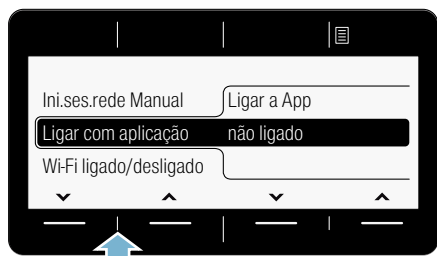 Ini.ses.rede Manual
Ligar a App
Ligar com aplicação
não ligado
Wi-Fi ligado/desligado